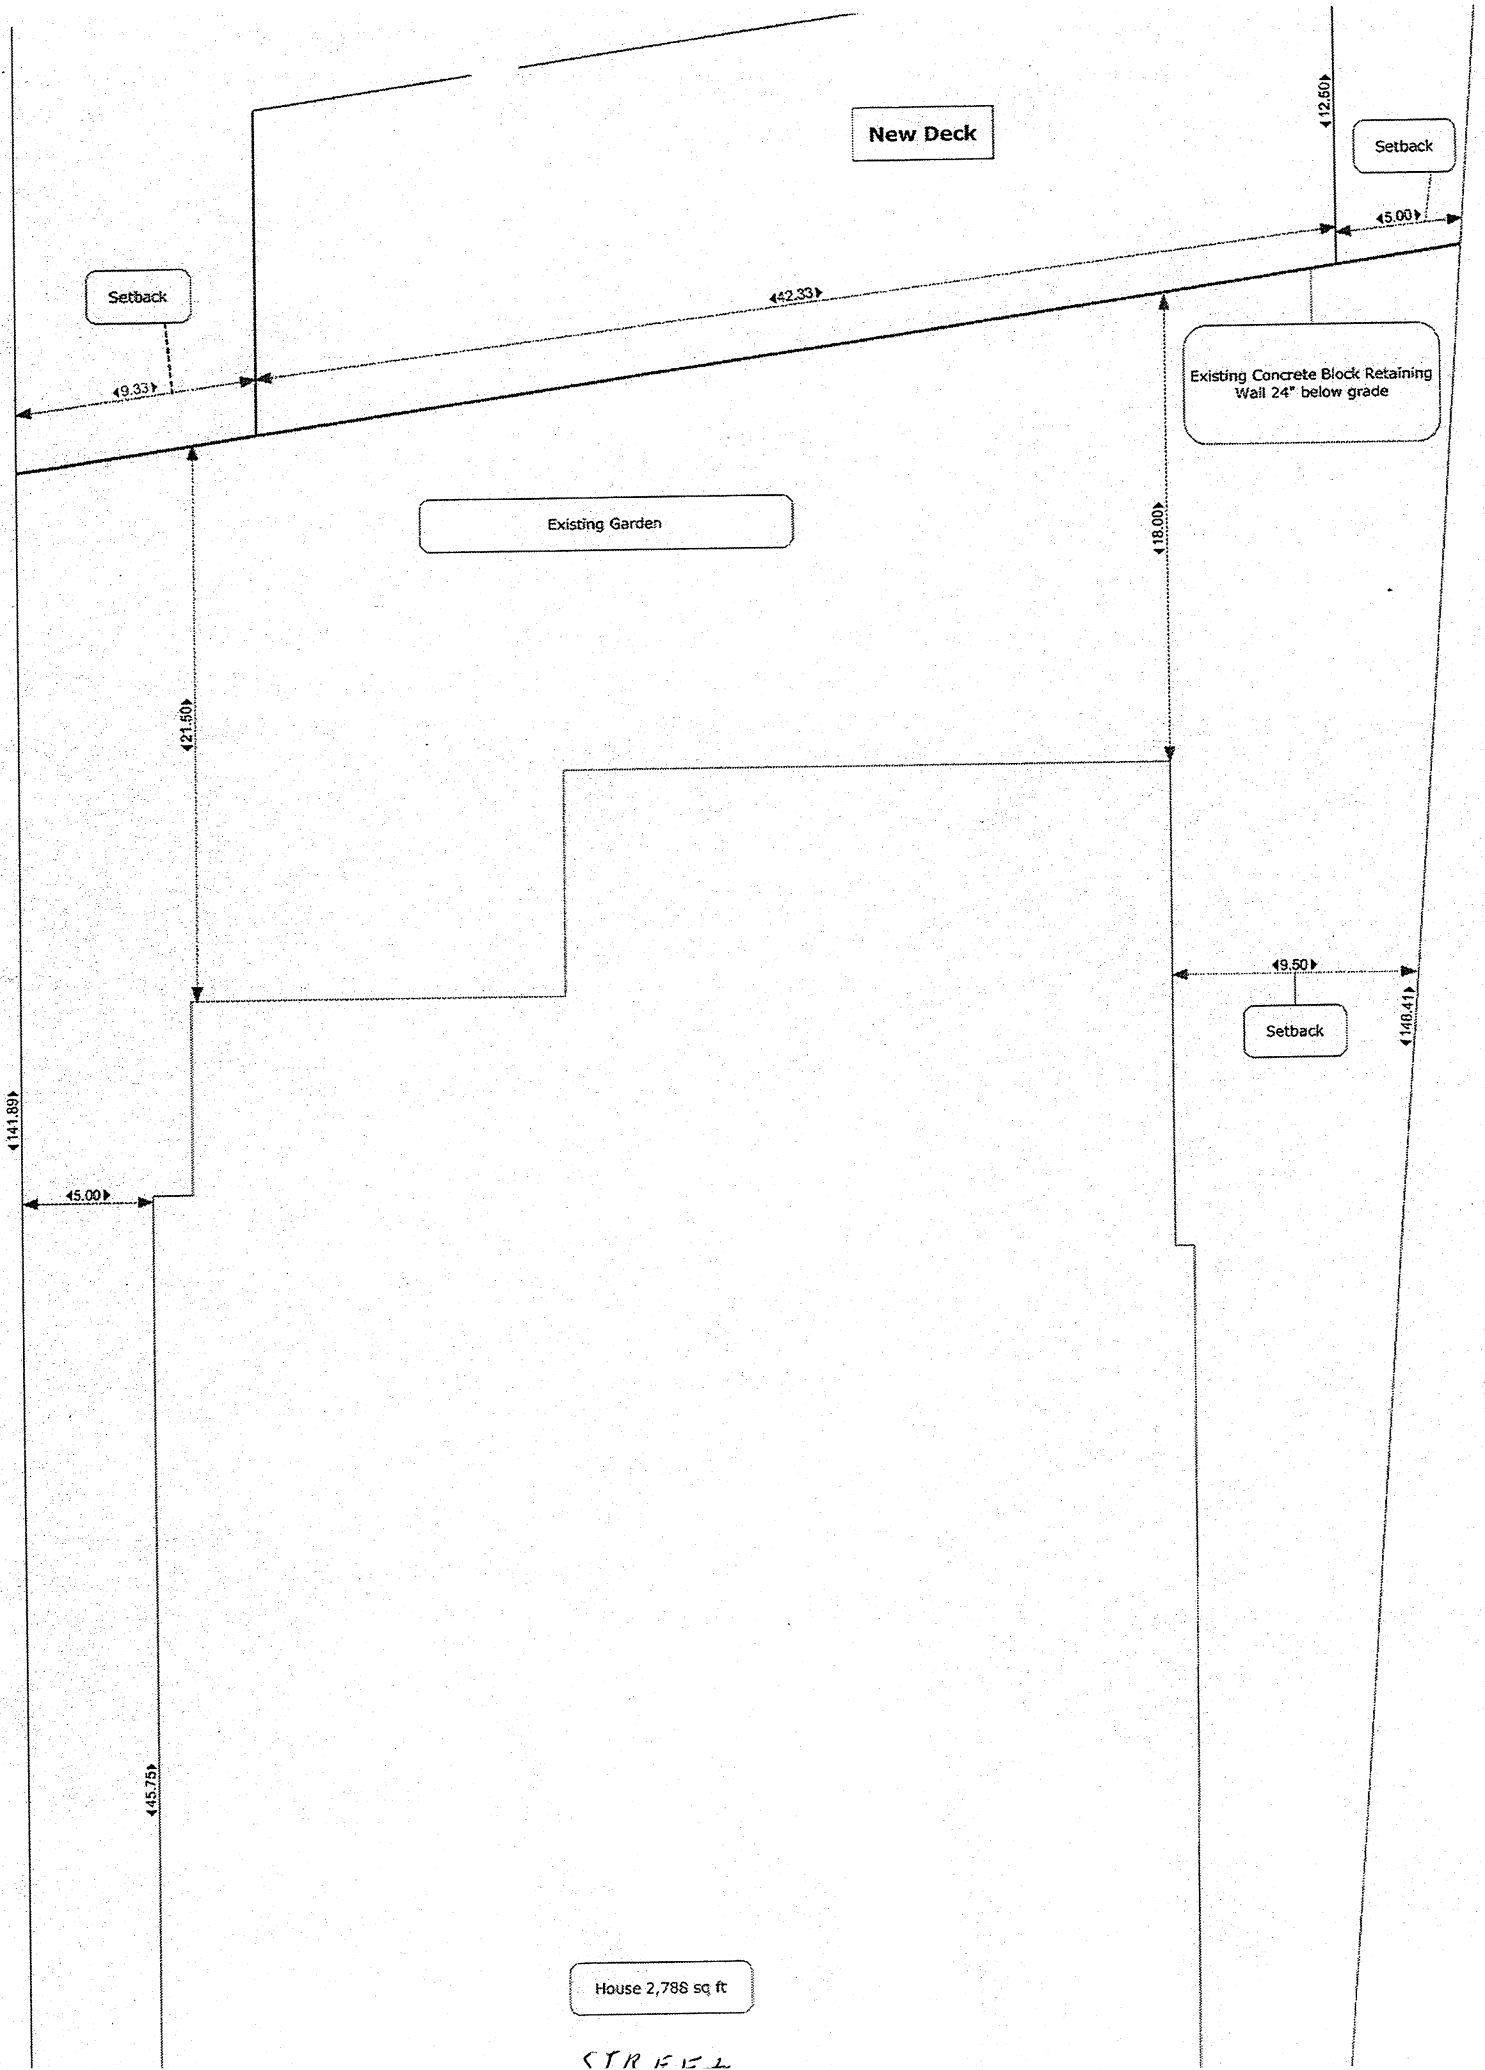 12.50
New Deck
Setback
5.00
Setback
42.33
9.33
Existing Concrete Block Retaining
Wall 24" below grade
Existing Garden
18.00
21.50
9.50
Setback
148.41
141.89
5.00
45.75
House 2,788 sq ft
STREET